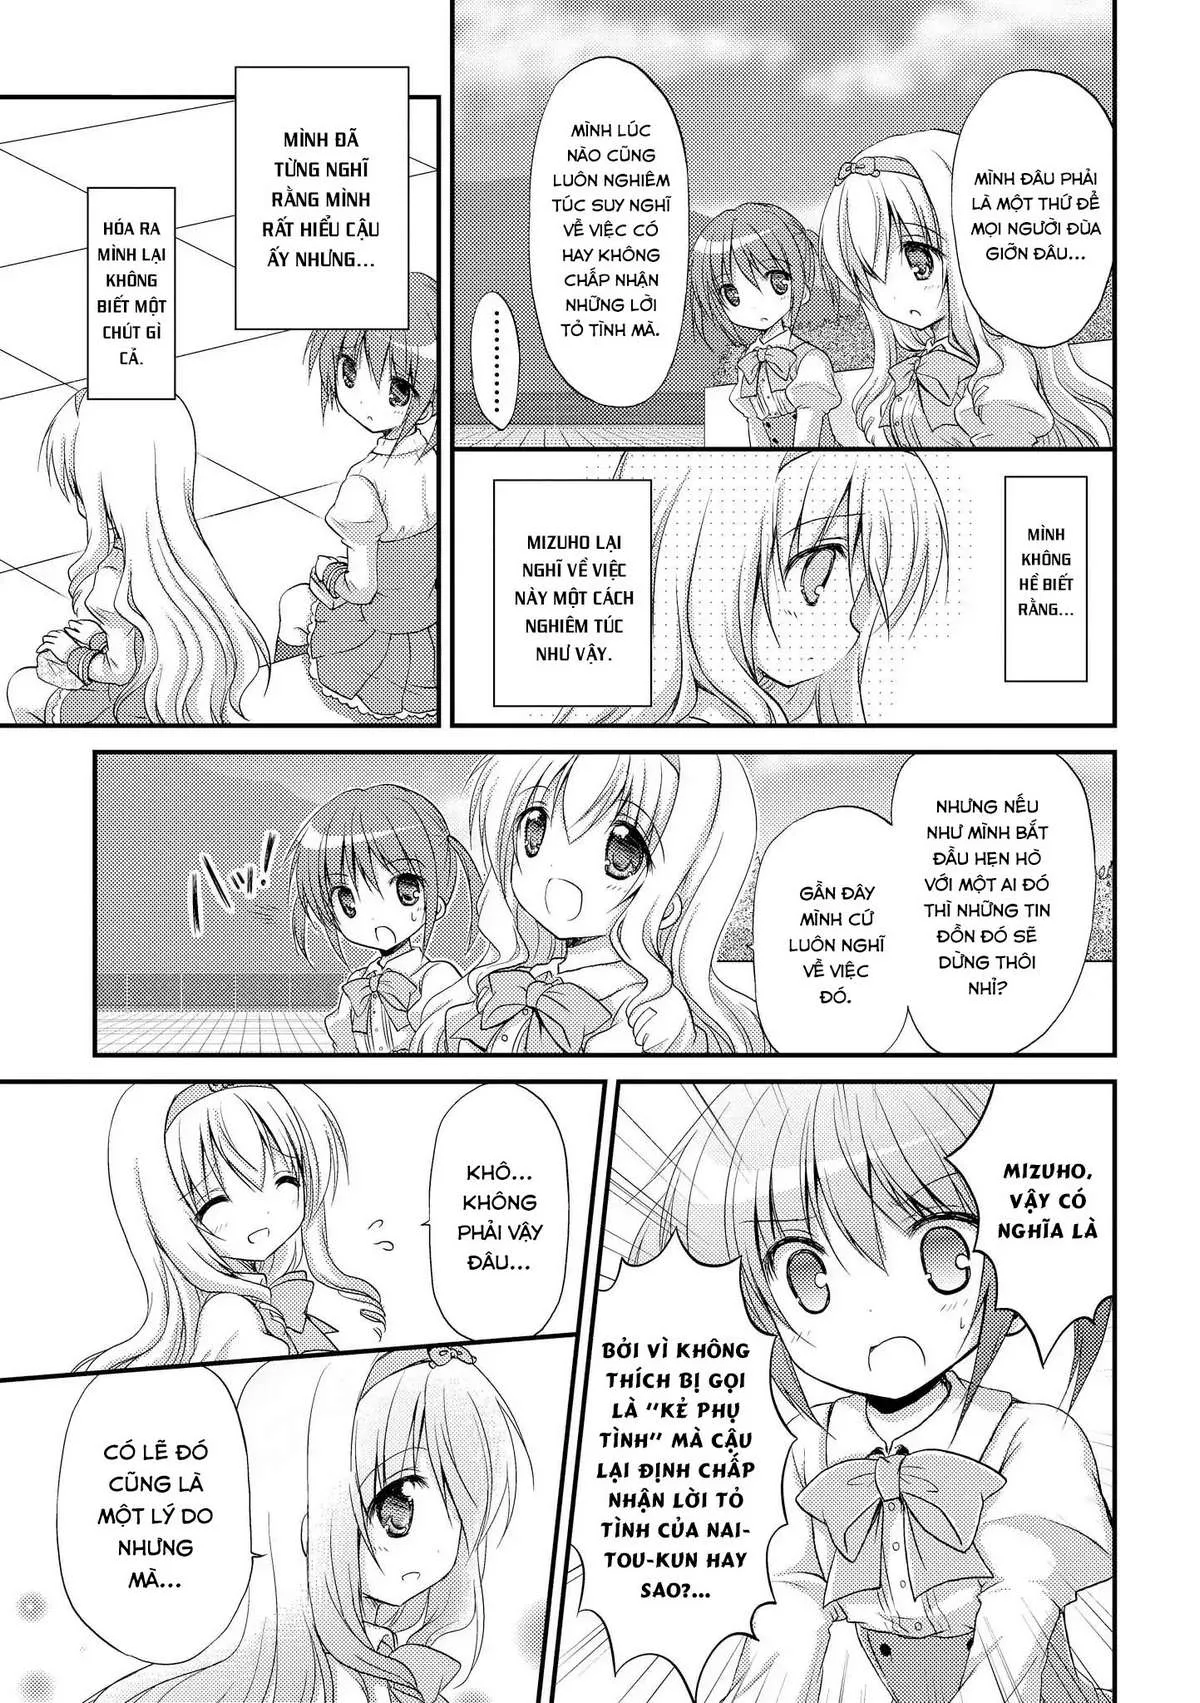 MÌNH ĐÂU PHẢI
LÀ MỘT THỨ ĐỂ
MỌI NGƯỜI ĐÙA
GIỠN ĐÂU...
MÌNH LÚC
NÀO CŨNG
LUÔN NGHIÊM
TÚC SUY NGHĨ
VỀ VIỆC CÓ
HAY KHÔNG
CHẤP NHẬN
NHỮNG LỜI
TỎ TÌNH MÀ.
.........
MÌNH
KHÔNG
HỀ BIẾT
RẰNG...
MIZUHO LẠI
NGHĨ VỀ VIỆC
NÀY MỘT CÁCH
NGHIÊM TÚC
NHƯ VẬY.
MÌNH ĐÃ
TỪNG NGHĨ
RẰNG MÌNH
RẤT HIỂU CẬU
ẤY NHƯNG...
HÓA RA
MÌNH LẠI
KHÔNG
BIẾT MỘT
CHÚT GÌ
CẢ.
NHƯNG NẾU
NHƯ MÌNH BẮT
ĐẦU HẸN HÒ
VỚI MỘT AI ĐÓ
THÌ NHỮNG TIN
ĐỒN ĐÓ SẼ
DỪNG THÔI
NHỈ?
GẦN ĐÂY
MÌNH CỨ
LUÔN NGHĨ
VỀ VIỆC
ĐÓ.
MIZUHO,
VẬY CÓ
NGHĨA LÀ
BỞI VÌ KHÔNG
THÍCH BỊ GỌI
LÀ "KẺ PHỤ
TÌNH" MÀ CẬU
LẠI ĐỊNH CHẤP
NHẬN LỜI TỎ
TÌNH CỦA NAI-
TOU-KUN HAY
SAO?...
KHÔ...
KHÔNG
PHẢI VẬY
ĐÂU...
CÓ LẼ ĐÓ
CŨNG LÀ
MỘT LÝ DO
NHƯNG
MÀ...